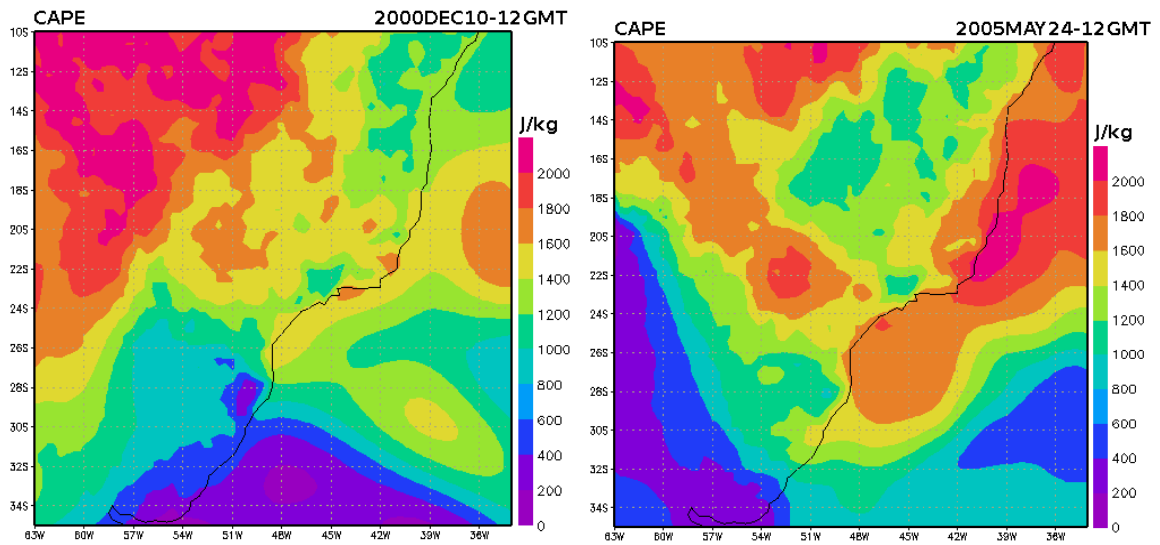 CAPE 2000DEC10-12GMT
10S
12S
14S
16S
18S
20S
22S
24S
26S
28S
30S
32S
34S
63W 60W 57W 54W 51W 48W 45W 42W 39W 36W
J/kg
2000
1800
1600
1400
1200
1000
800
600
400
200
0
CAPE 2005MAY24-12GMT
10S
12S
14S
16S
18S
20S
22S
24S
26S
28S
30S
32S
34S
63W 60W 57W 54W 51W 48W 45W 42W 39W 36W
J/kg
2000
1800
1600
1400
1200
1000
800
600
400
200
0